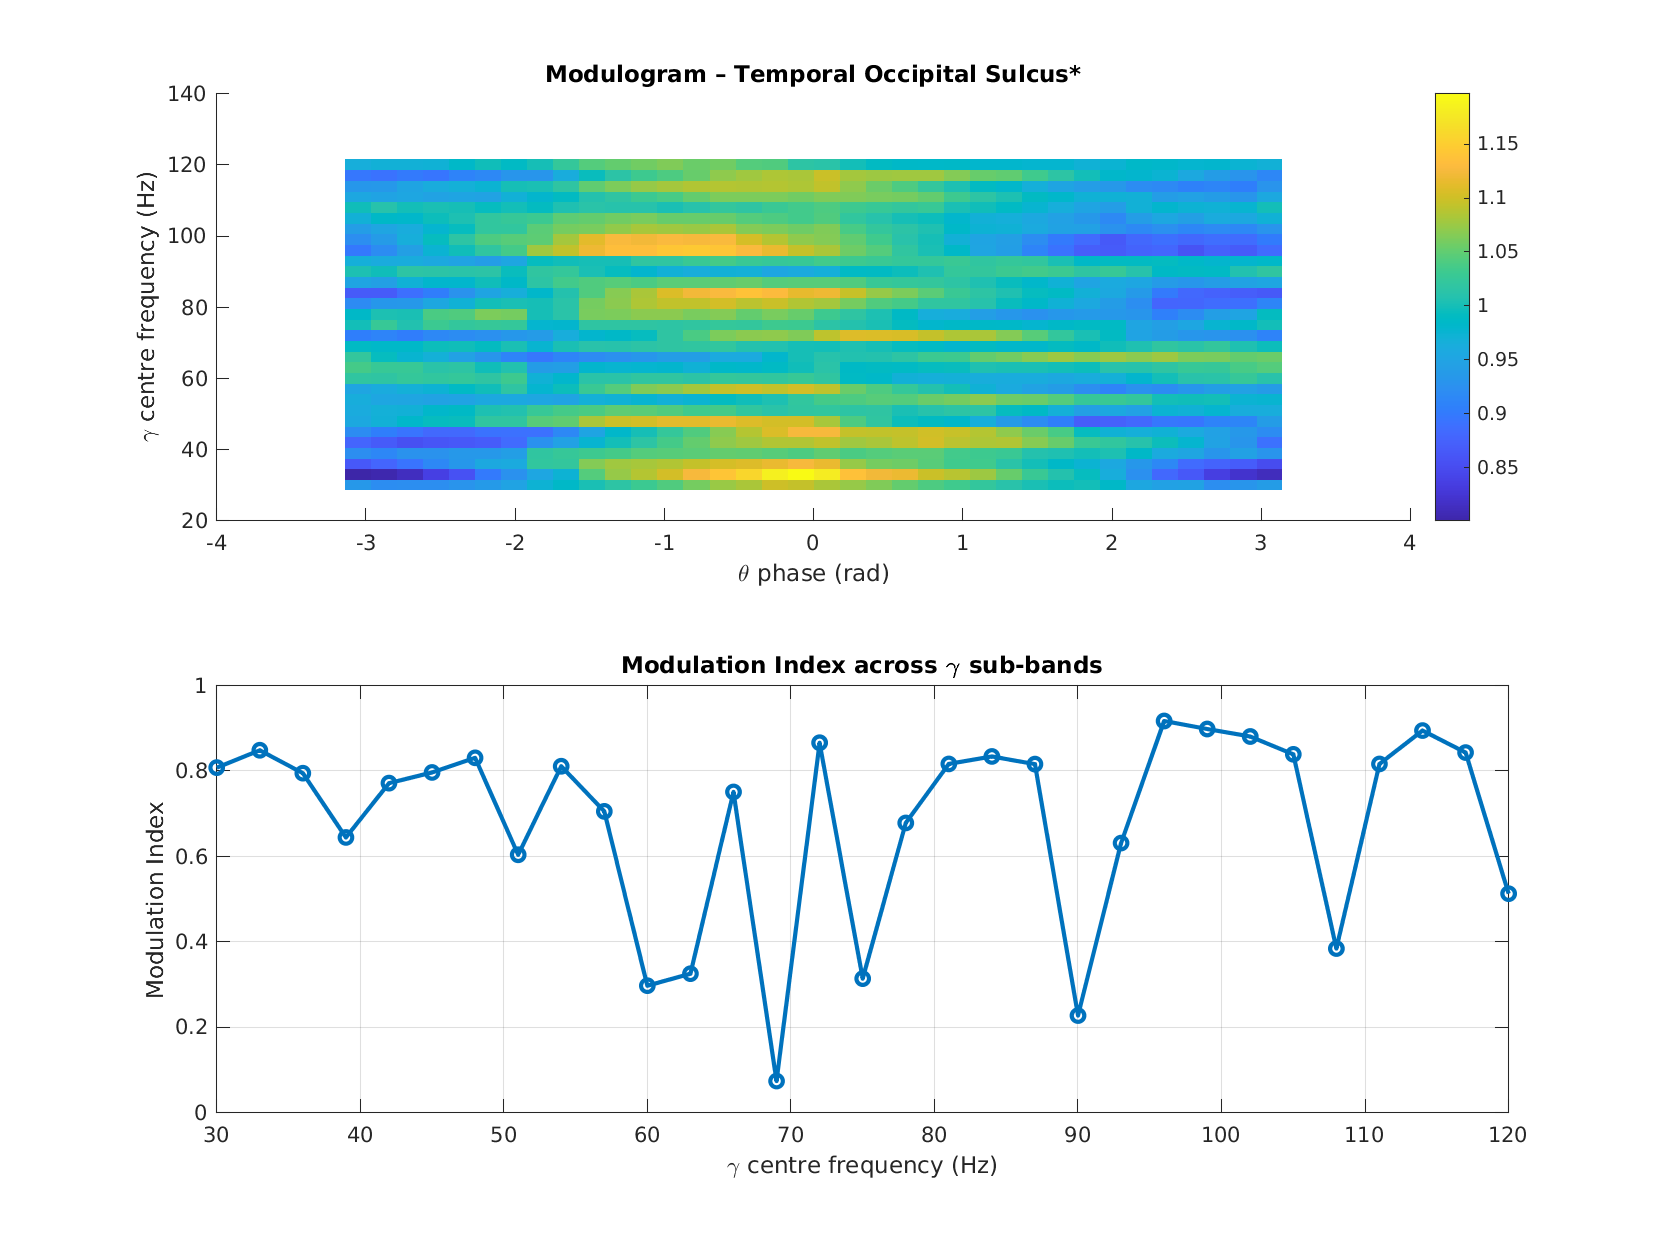 Modulogram – Temporal Occipital Sulcus*
γ centre frequency (Hz)
140
120
100
80
60
40
20
-4 -3 -2 -1 0 1 2 3 4
θ phase (rad)
1.15
1.1
1.05
1
0.95
0.9
0.85
Modulation Index across γ sub-bands
Modulation Index
1
0.8
0.6
0.4
0.2
0
30 40 50 60 70 80 90 100 110 120
γ centre frequency (Hz)